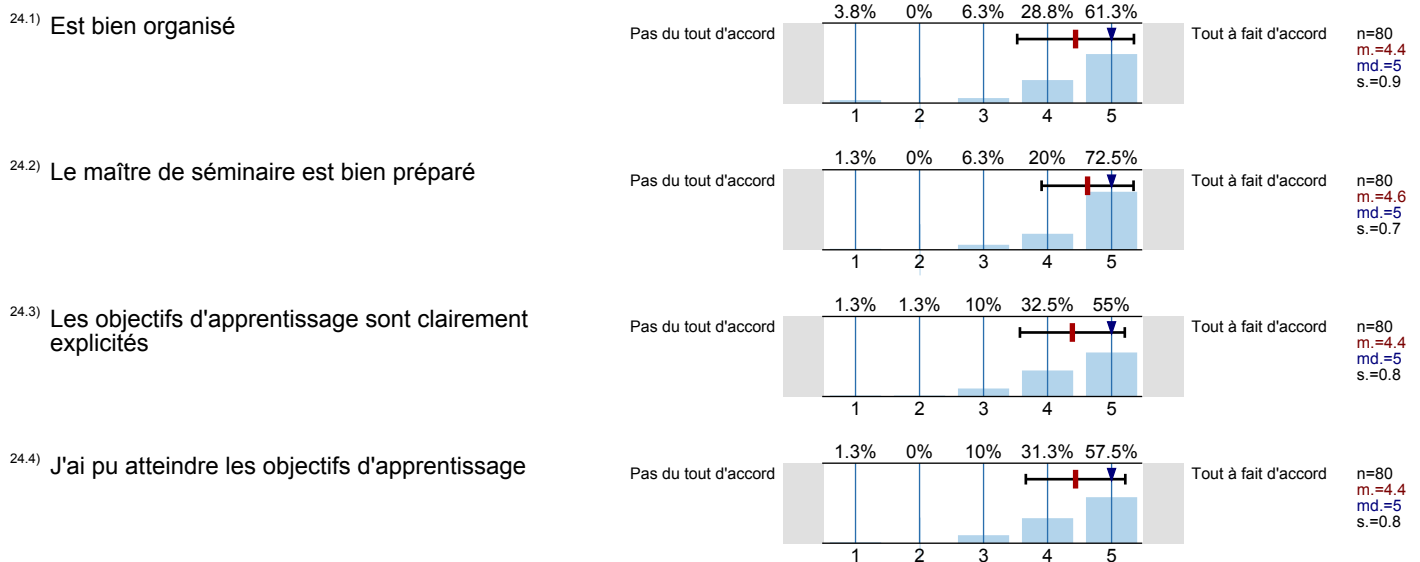 24.1) Est bien organisé
Pas du tout d'accord
3.8% 0% 6.3% 28.8% 61.3%
1 2 3 4 5
Tout à fait d'accord
n=80
m.=4.4
md.=5
s.=0.9
24.2) Le maître de séminaire est bien préparé
Pas du tout d'accord
1.3% 0% 6.3% 20% 72.5%
1 2 3 4 5
Tout à fait d'accord
n=80
m.=4.6
md.=5
s.=0.7
24.3) Les objectifs d'apprentissage sont clairement
explicités
Pas du tout d'accord
1.3% 1.3% 10% 32.5% 55%
1 2 3 4 5
Tout à fait d'accord
n=80
m.=4.4
md.=5
s.=0.8
24.4) J'ai pu atteindre les objectifs d'apprentissage
Pas du tout d'accord
1.3% 0% 10% 31.3% 57.5%
1 2 3 4 5
Tout à fait d'accord
n=80
m.=4.4
md.=5
s.=0.8